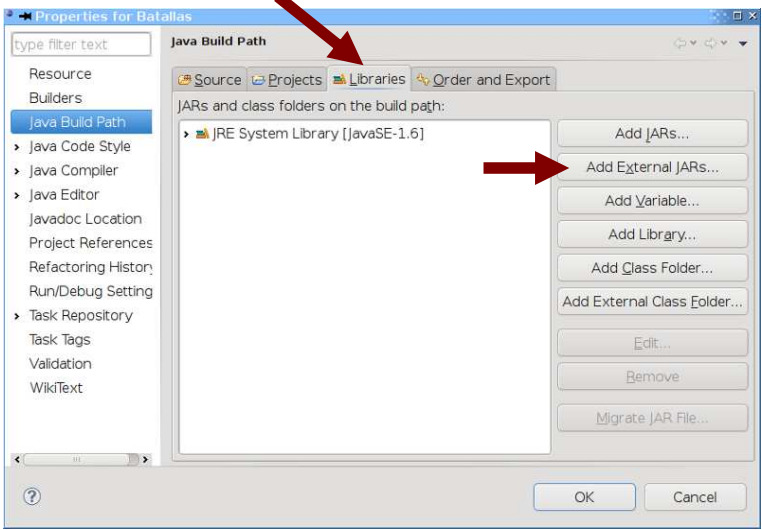 Properties for Batallas
type filter text
Java Build Path
Resource
Builders
Java Build Path
Java Code Style
Java Compiler
Java Editor
Javadoc Location
Project References
Refactoring History
Run/Debug Setting
Task Repository
Task Tags
Validation
WikiText
Source Projects Libraries Order and Export
JARs and class folders on the build path:
JRE System Library [JavaSE-1.6]
Add JARs...
Add External JARs...
Add Variable...
Add Library...
Add Class Folder...
Add External Class Folder...
Edit...
Remove
Migrate JAR File...
OK Cancel